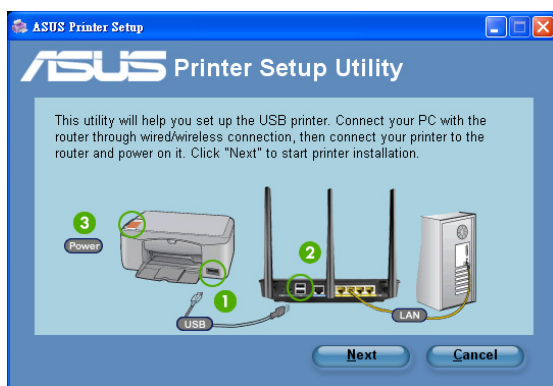 ASUS Printer Setup
ASUS Printer Setup Utility
This utility will help you set up the USB printer. Connect your PC with the
router through wired/wireless connection, then connect your printer to the
router and power on it. Click "Next" to start printer installation.
3
Power
1
USB
2
LAN
Next
Cancel